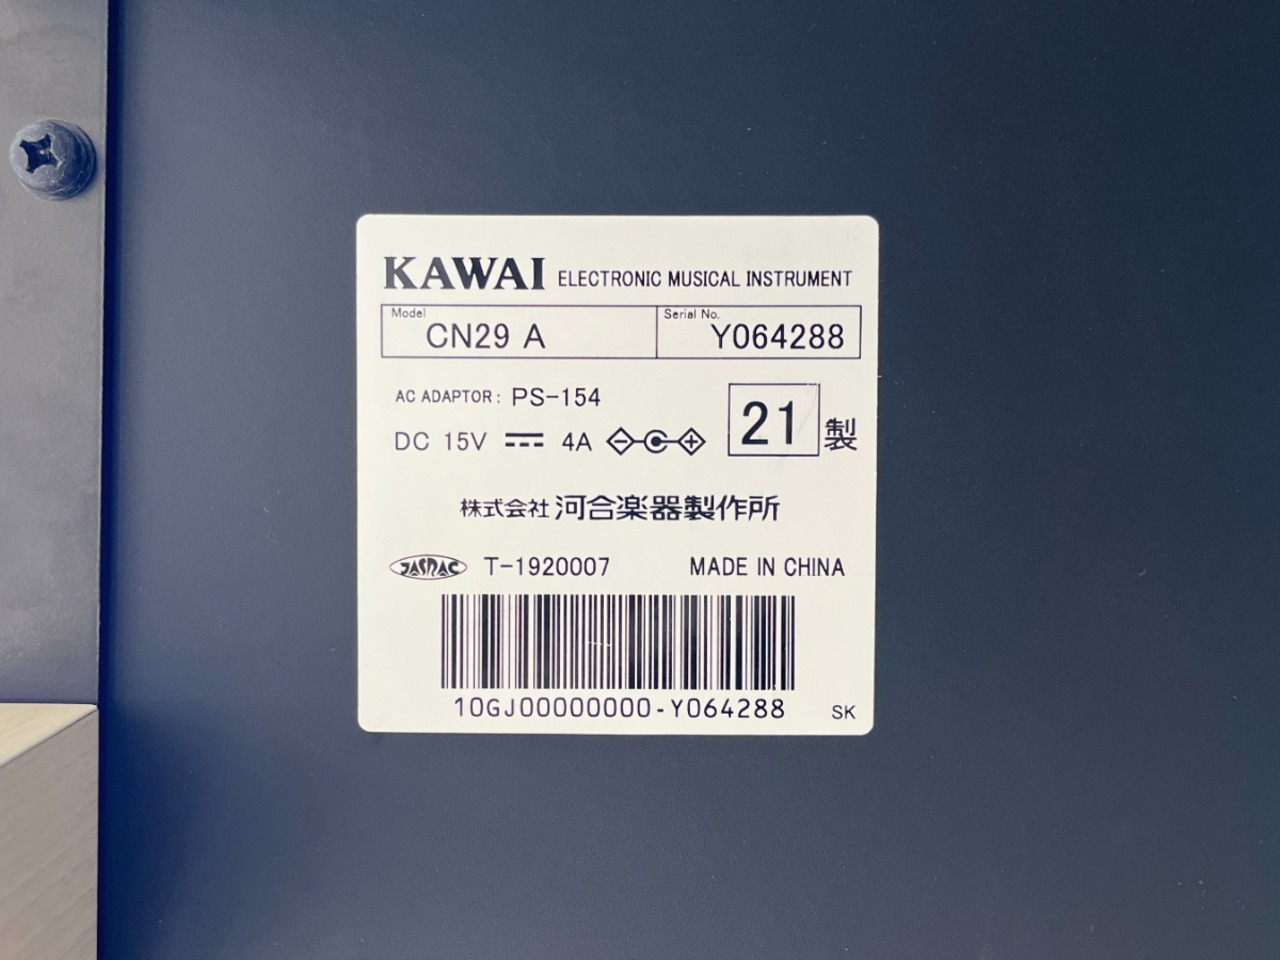 KAWAI ELECTRONIC MUSICAL INSTRUMENT
Model
CN29 A
Serial No.
Y064288
AC ADAPTOR: PS-154
DC 15V 4A
21 製
株式会社 河合楽器製作所
JASRAC T-1920007 MADE IN CHINA
10GJ00000000-Y064288
SK